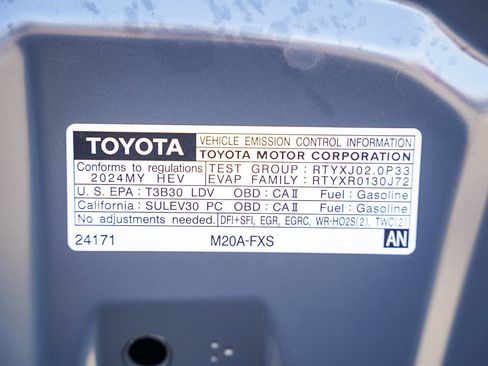 TOYOTA VEHICLE EMISSION CONTROL INFORMATION
TOYOTA MOTOR CORPORATION
Conforms to regulations TEST GROUP : RTYXJ02.0P33
2024MY HEV EVAP FAMILY : RTYXR0130J72
U.S. EPA : T3B30 LDV OBD : CAⅡ Fuel : Gasoline
California : SULEV30 PC OBD : CAⅡ Fuel : Gasoline
No adjustments needed. DFI+SFI, EGR, EGRC, WR-HO2S(2), TWC(2)
24171 M20A-FXS AN